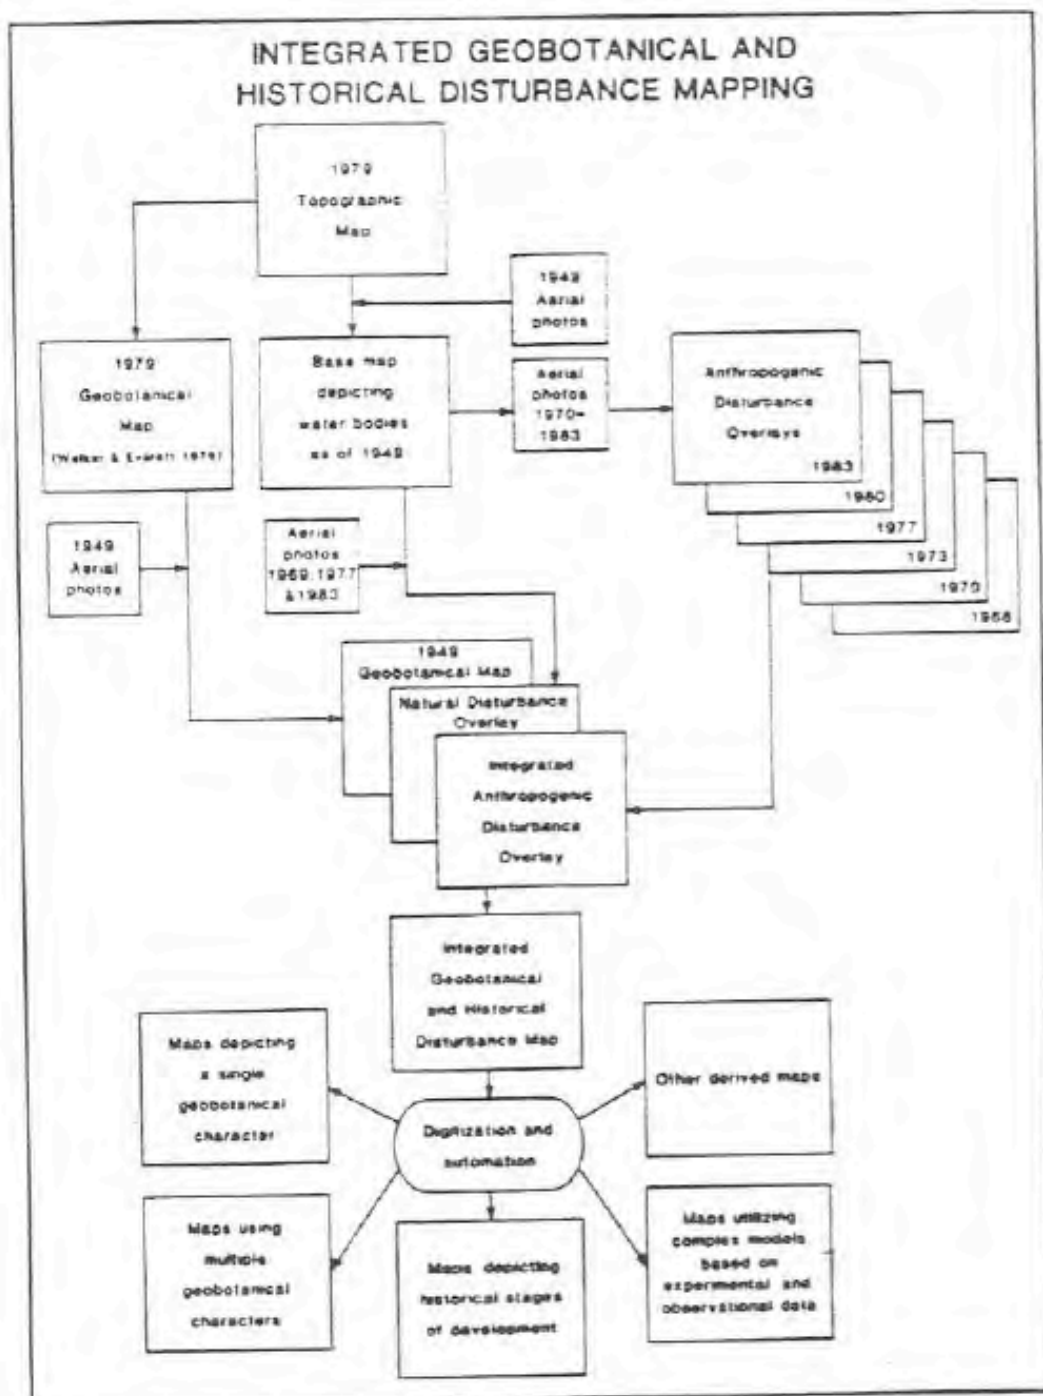 INTEGRATED GEOBOTANICAL AND
HISTORICAL DISTURBANCE MAPPING
1979
Topographic
Map
1949
Aerial
photos
1979
Geobotanical
Map
(Walker & Everett 1979)
Base map
depicting
water bodies
as of 1949
Aerial
photos
1970-
1983
Anthropogenic
Disturbance
Overlays
1983
1980
1977
1973
1970
1968
1949
Aerial
photos
Aerial
photos
1969, 1977
& 1983
1949
Geobotanical Map
Natural Disturbance
Overlay
Integrated
Anthropogenic
Disturbance
Overlay
Integrated
Geobotanical
and Historical
Disturbance Map
Maps depicting
a single
geobotanical
character
Other derived maps
Digitization and
automation
Maps using
multiple
geobotanical
characters
Maps depicting
historical stages
of development
Maps utilizing
complex models
based on
experimental and
observational data